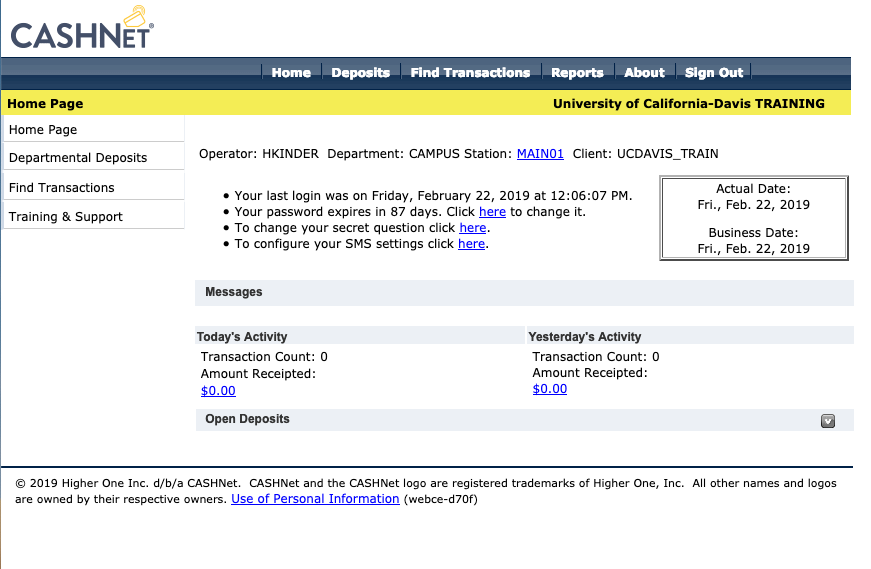 CASHNET®
Home Deposits Find Transactions Reports About Sign Out
Home Page University of California-Davis TRAINING
Home Page
Departmental Deposits
Find Transactions
Training & Support
Operator: HKINDER Department: CAMPUS Station: MAIN01 Client: UCDAVIS_TRAIN
• Your last login was on Friday, February 22, 2019 at 12:06:07 PM.
• Your password expires in 87 days. Click here to change it.
• To change your secret question click here.
• To configure your SMS settings click here.
Actual Date:
Fri., Feb. 22, 2019
Business Date:
Fri., Feb. 22, 2019
Messages
Today's Activity
Transaction Count: 0
Amount Receipted:
$0.00
Yesterday's Activity
Transaction Count: 0
Amount Receipted:
$0.00
Open Deposits
© 2019 Higher One Inc. d/b/a CASHNet. CASHNet and the CASHNet logo are registered trademarks of Higher One, Inc. All other names and logos
are owned by their respective owners. Use of Personal Information (webce-d70f)